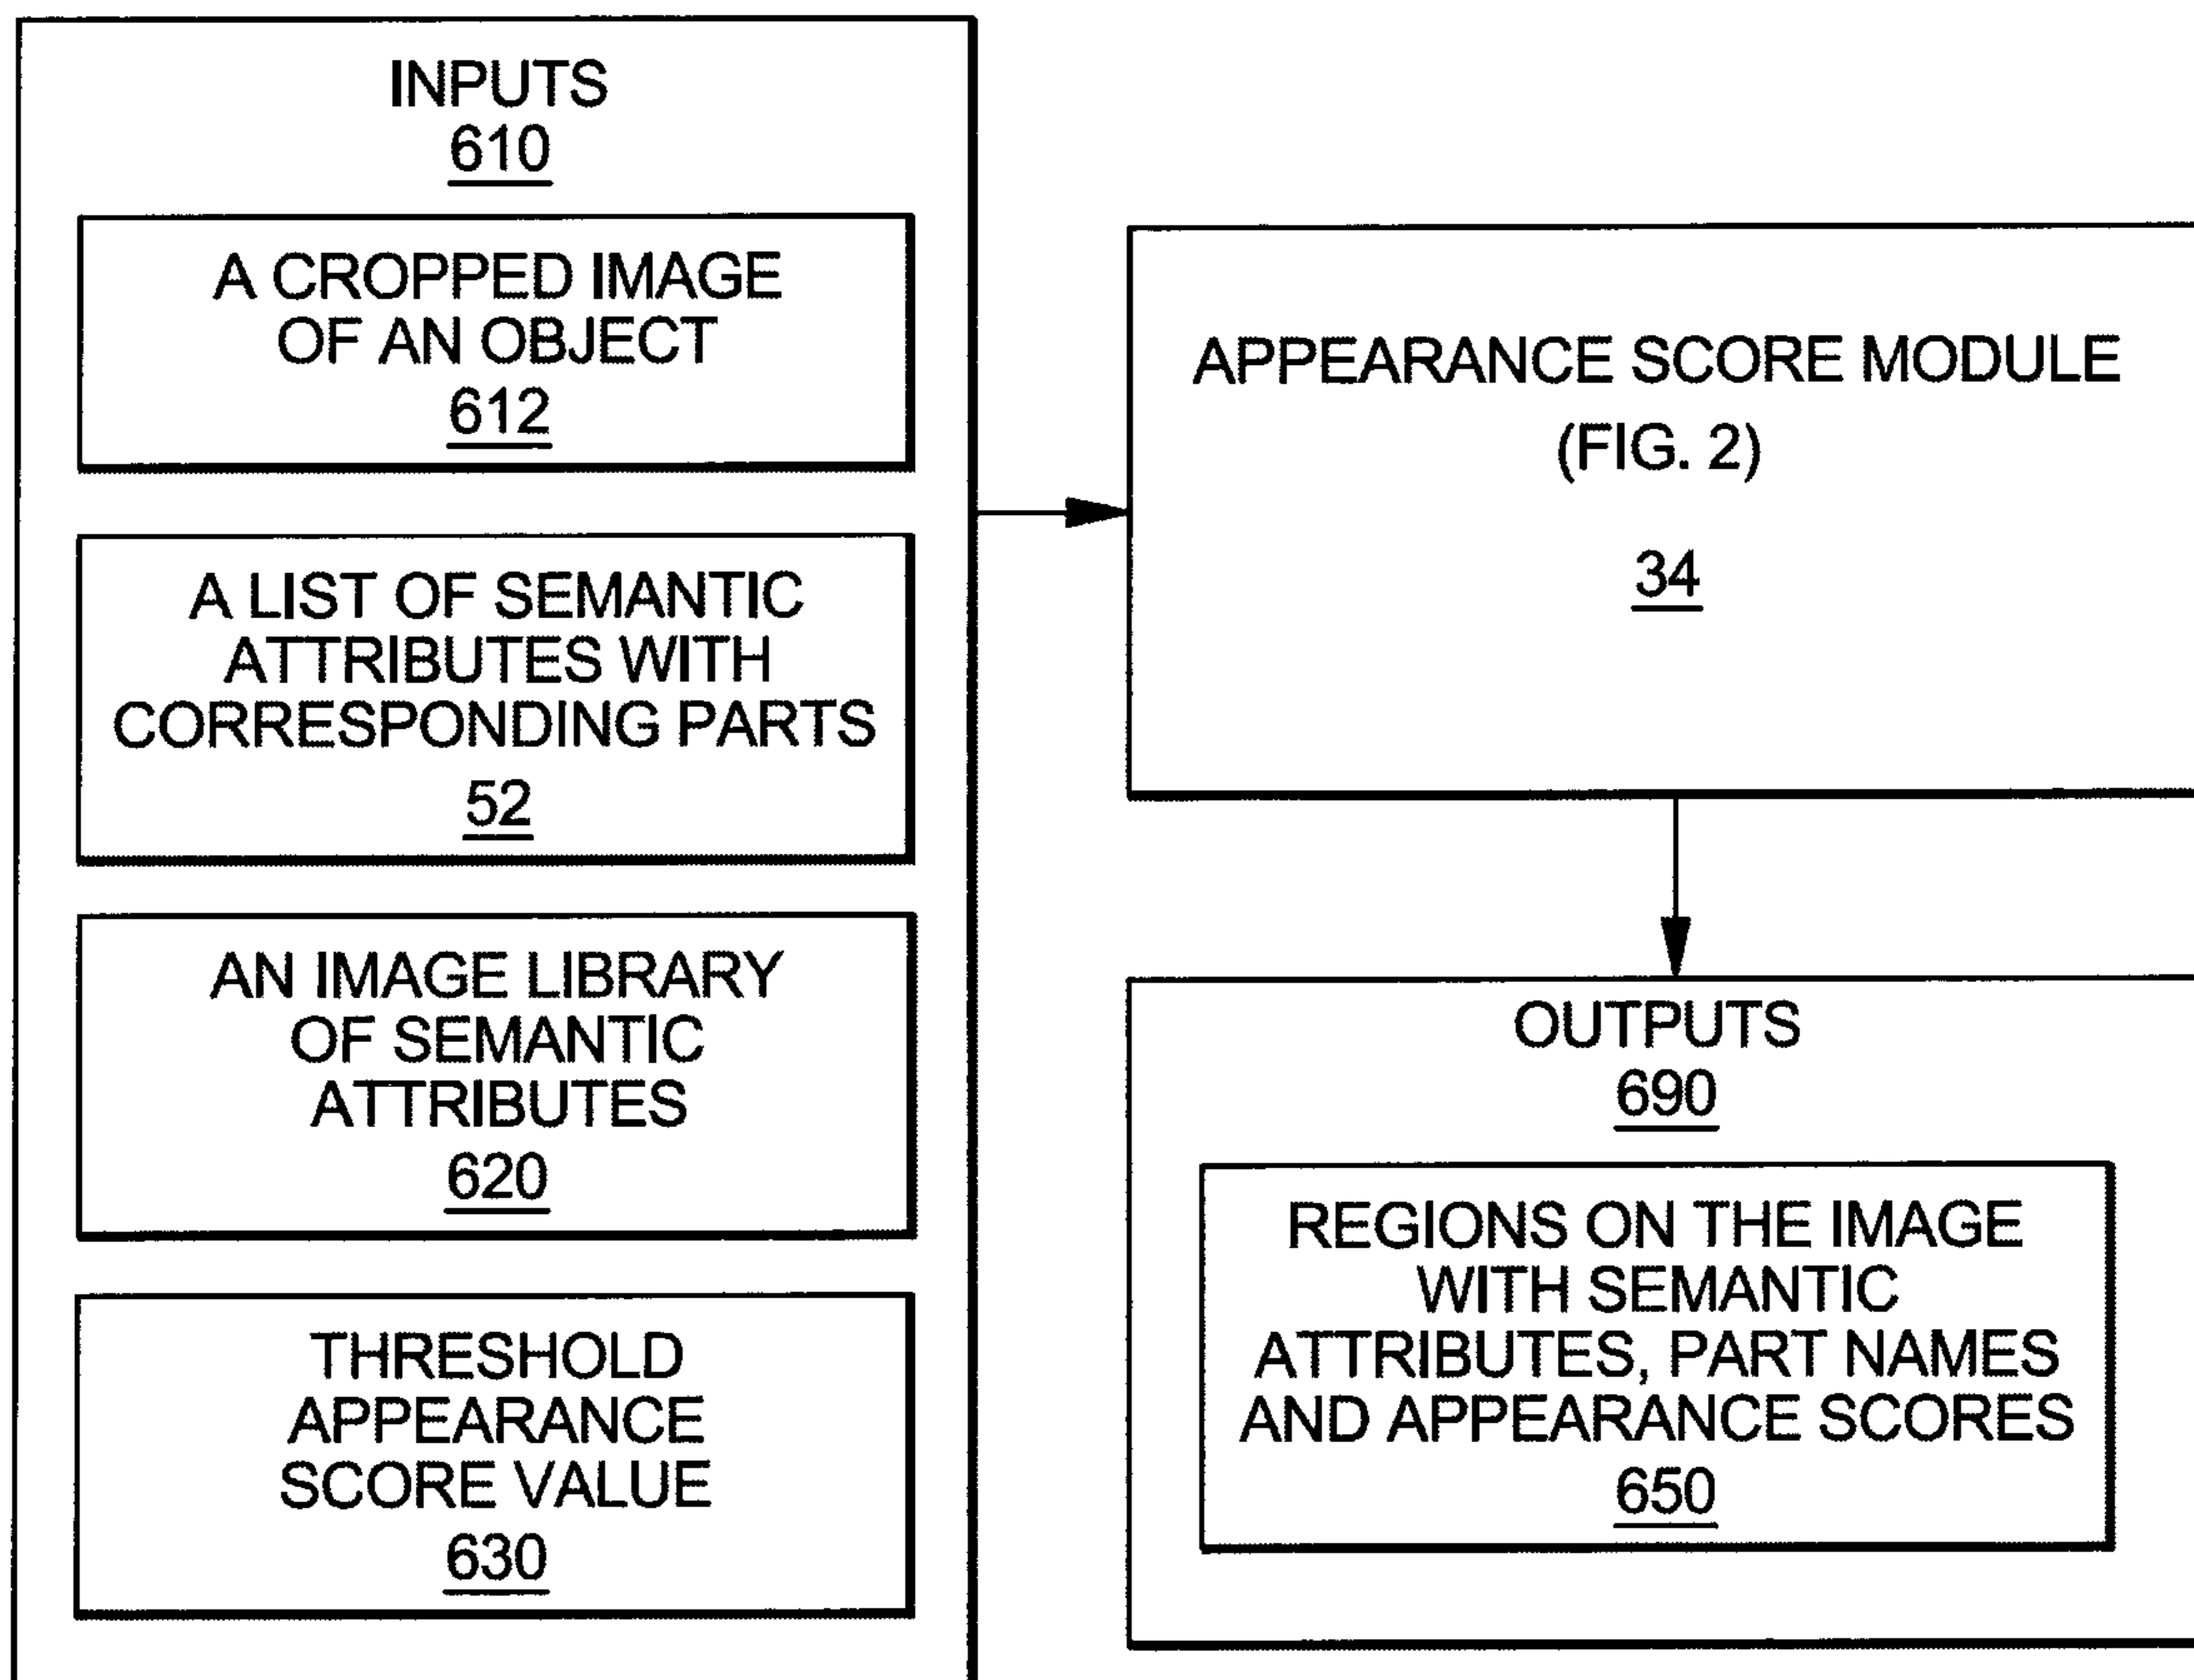 INPUTS
610
A CROPPED IMAGE
OF AN OBJECT
612
A LIST OF SEMANTIC
ATTRIBUTES WITH
CORRESPONDING PARTS
52
AN IMAGE LIBRARY
OF SEMANTIC
ATTRIBUTES
620
THRESHOLD
APPEARANCE
SCORE VALUE
630
APPEARANCE SCORE MODULE
(FIG. 2)
34
OUTPUTS
690
REGIONS ON THE IMAGE
WITH SEMANTIC
ATTRIBUTES, PART NAMES
AND APPEARANCE SCORES
650